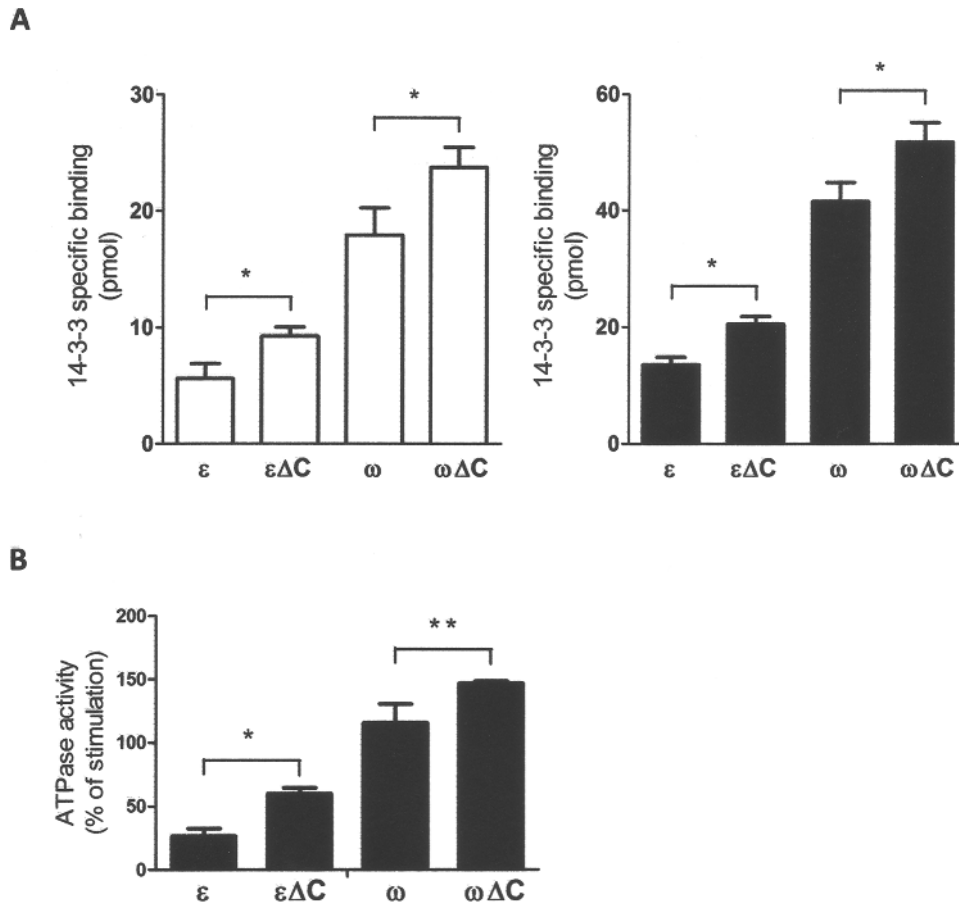 A
14-3-3 specific binding
(pmol)
30
20
10
0
*
*
ε
εΔC
ω
ωΔC
14-3-3 specific binding
(pmol)
60
40
20
0
*
*
ε
εΔC
ω
ωΔC
B
ATPase activity
(% of stimulation)
200
150
100
50
0
*
**
ε
εΔC
ω
ωΔC